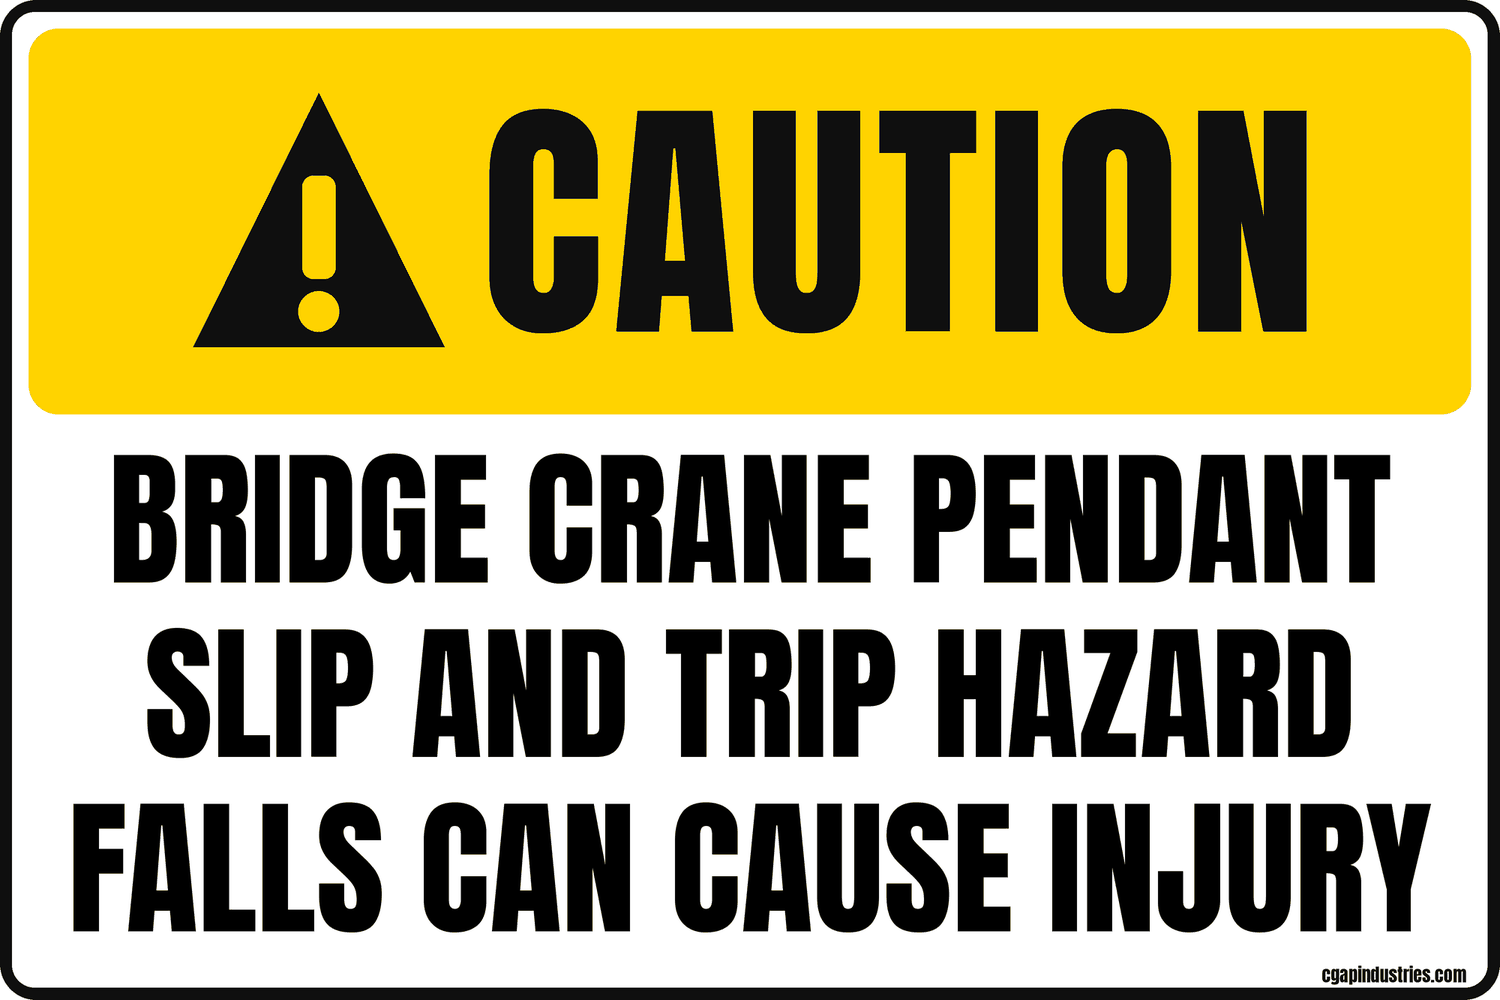 CAUTION
BRIDGE CRANE PENDANT
SLIP AND TRIP HAZARD
FALLS CAN CAUSE INJURY
cgapindustries.com